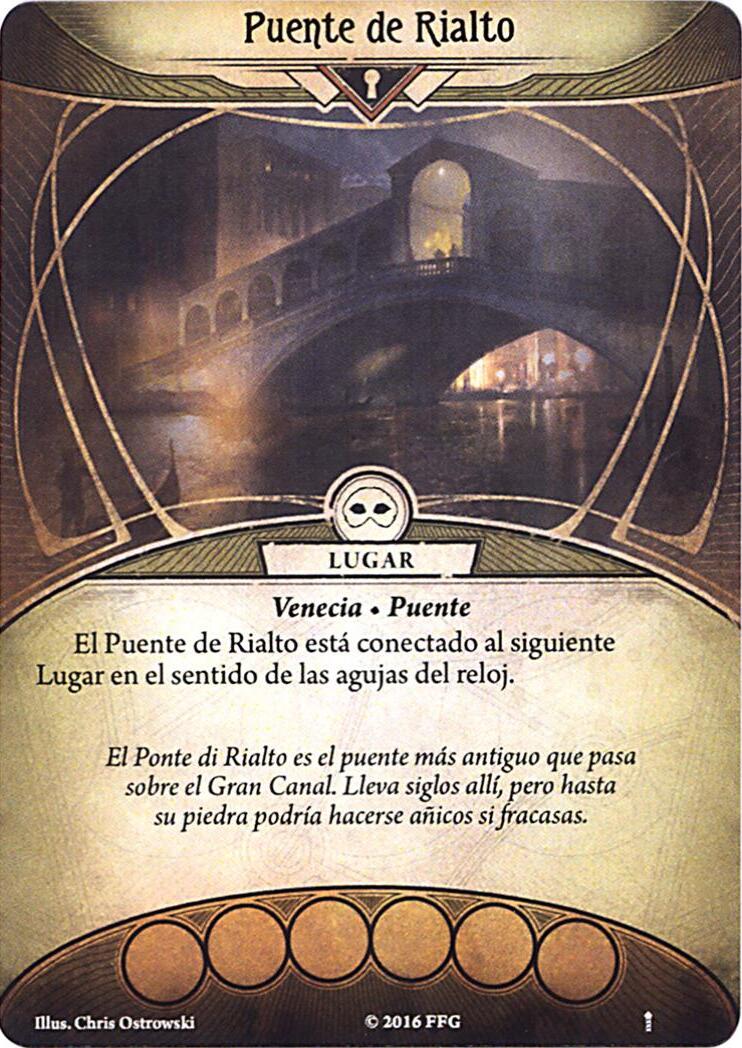 Puente de Rialto
LUGAR
Venecia • Puente
El Puente de Rialto está conectado al siguiente
Lugar en el sentido de las agujas del reloj.
El Ponte di Rialto es el puente más antiguo que pasa
sobre el Gran Canal. Lleva siglos allí, pero hasta
su piedra podría hacerse añicos si fracasas.
Illus. Chris Ostrowski
© 2016 FFG